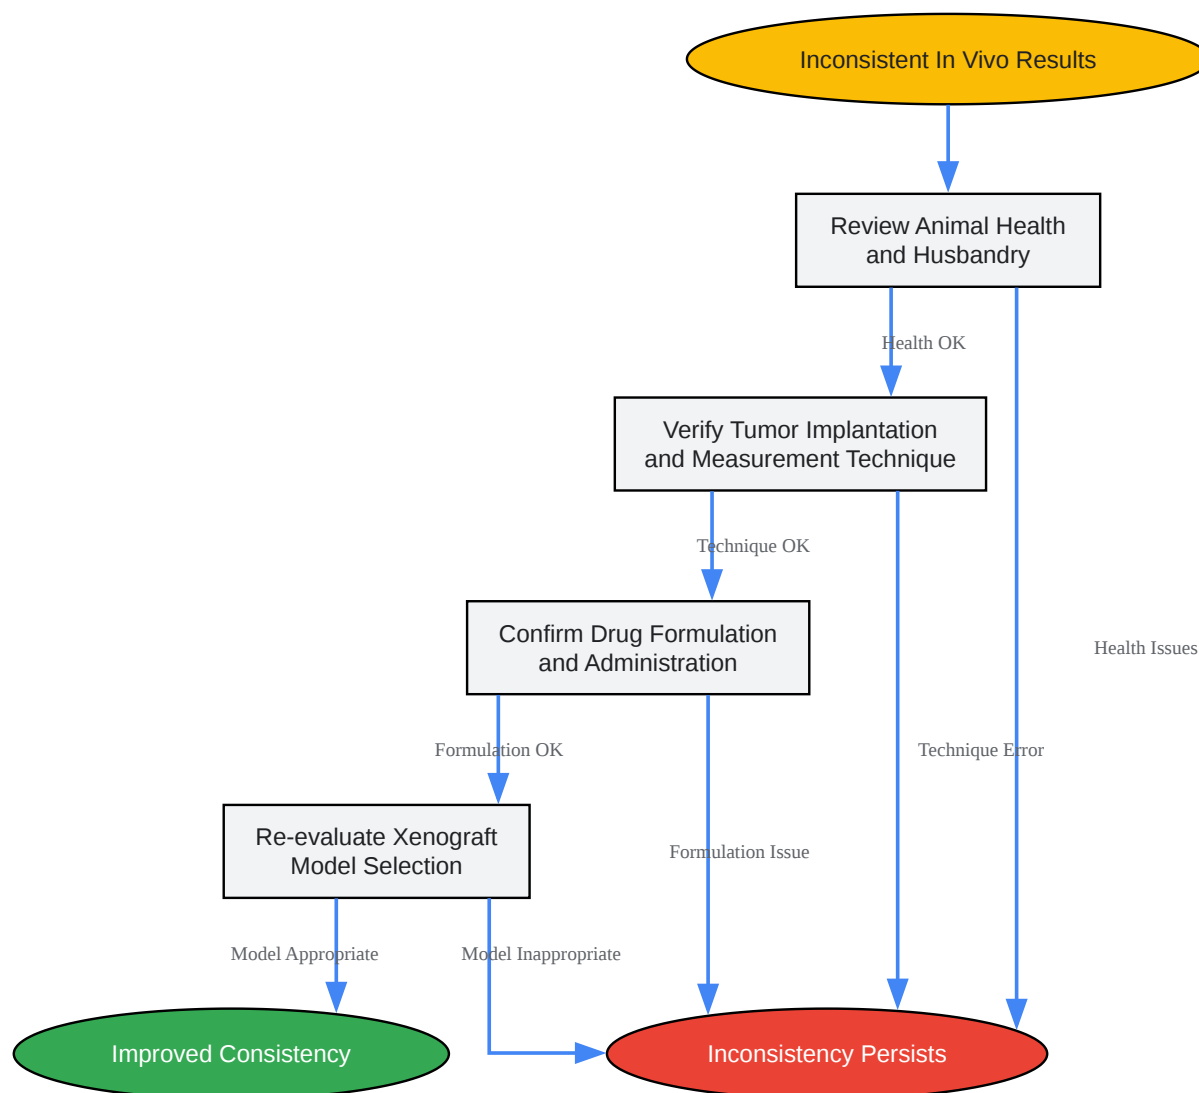 Inconsistent In Vivo Results
Review Animal Health
and Husbandry
Health OK
Verify Tumor Implantation
and Measurement Technique
Technique OK
Confirm Drug Formulation
and Administration
Health Issues
Formulation OK
Technique Error
Re-evaluate Xenograft
Model Selection
Formulation Issue
Model Appropriate
Model Inappropriate
Improved Consistency
Inconsistency Persists